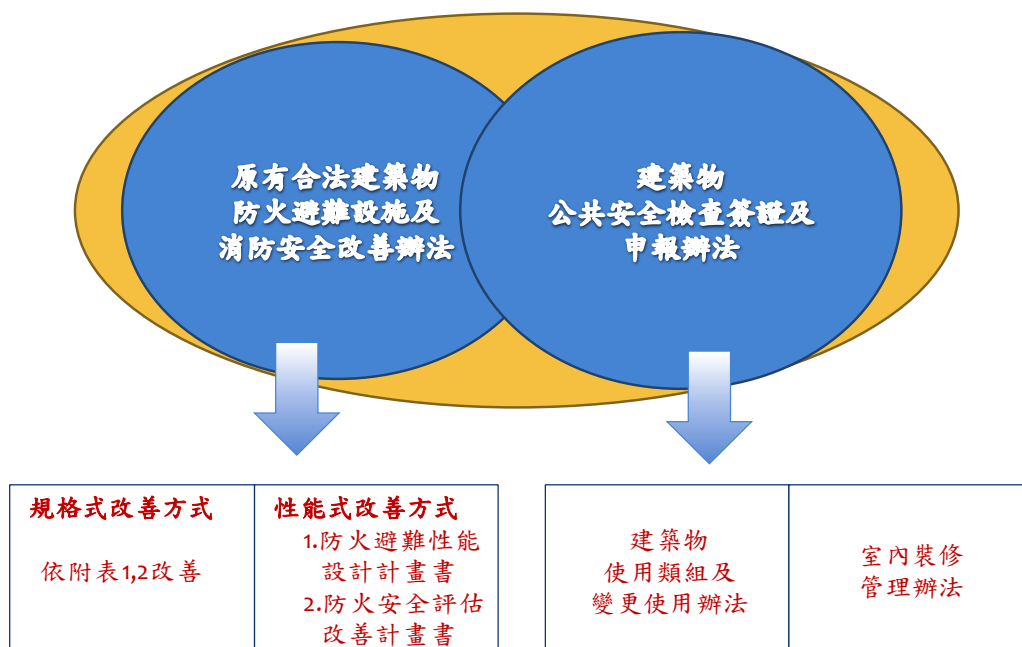 原有合法建築物
防火避難設施及
消防安全改善辦法
建築物
公共安全檢查簽證及
申報辦法
規格式改善方式
依附表1,2改善
性能式改善方式
1.防火避難性能
設計計畫書
2.防火安全評估
改善計畫書
建築物
使用類組及
變更使用辦法
室內裝修
管理辦法